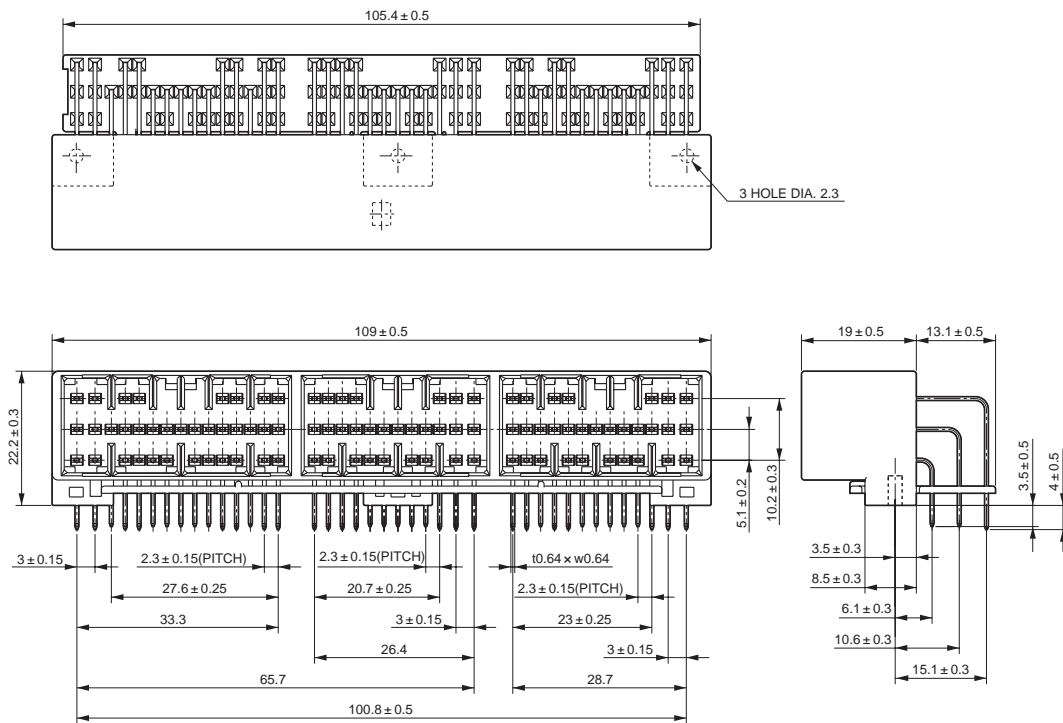 105.4 ± 0.5
3 HOLE DIA. 2.3
109 ± 0.5
19 ± 0.5
13.1 ± 0.5
22.2 ± 0.3
5.1 ± 0.2
10.2 ± 0.3
3.5 ± 0.5
4 ± 0.5
3 ± 0.15
2.3 ± 0.15(PITCH)
2.3 ± 0.15(PITCH)
t0.64 × w0.64
2.3 ± 0.15(PITCH)
3.5 ± 0.3
8.5 ± 0.3
27.6 ± 0.25
20.7 ± 0.25
6.1 ± 0.3
33.3
3 ± 0.15
23 ± 0.25
10.6 ± 0.3
26.4
3 ± 0.15
15.1 ± 0.3
65.7
28.7
100.8 ± 0.5